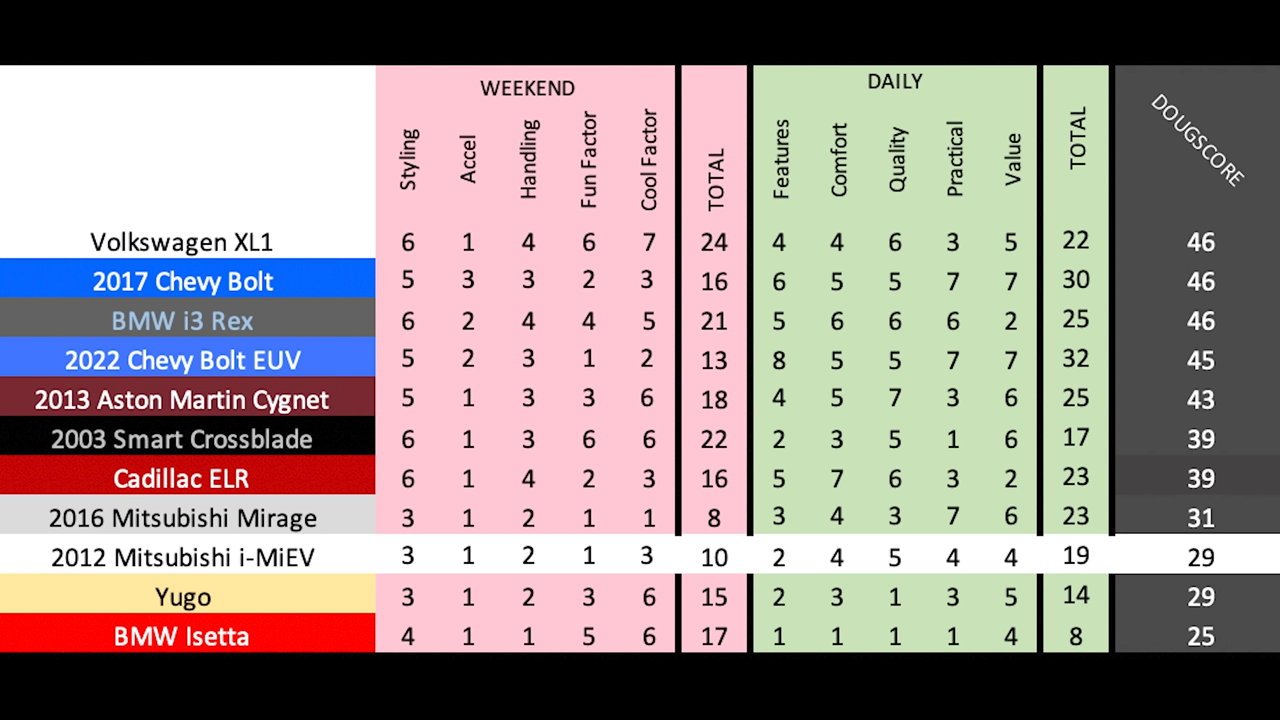 WEEKEND DAILY
Styling Accel Handling Fun Factor Cool Factor TOTAL Features Comfort Quality Practical Value TOTAL DOUGSCORE
Volkswagen XL1 6 1 4 6 7 24 4 4 6 3 5 22 46
2017 Chevy Bolt 5 3 3 2 3 16 6 5 5 7 7 30 46
BMW i3 Rex 6 2 4 4 5 21 5 6 6 6 2 25 46
2022 Chevy Bolt EUV 5 2 3 1 2 13 8 5 5 7 7 32 45
2013 Aston Martin Cygnet 5 1 3 3 6 18 4 5 7 3 6 25 43
2003 Smart Crossblade 6 1 3 6 6 22 2 3 5 1 6 17 39
Cadillac ELR 6 1 4 2 3 16 5 7 6 3 2 23 39
2016 Mitsubishi Mirage 3 1 2 1 1 8 3 4 3 7 6 23 31
2012 Mitsubishi i-MiEV 3 1 2 1 3 10 2 4 5 4 4 19 29
Yugo 3 1 2 3 6 15 2 3 1 3 5 14 29
BMW Isetta 4 1 1 5 6 17 1 1 1 1 4 8 25